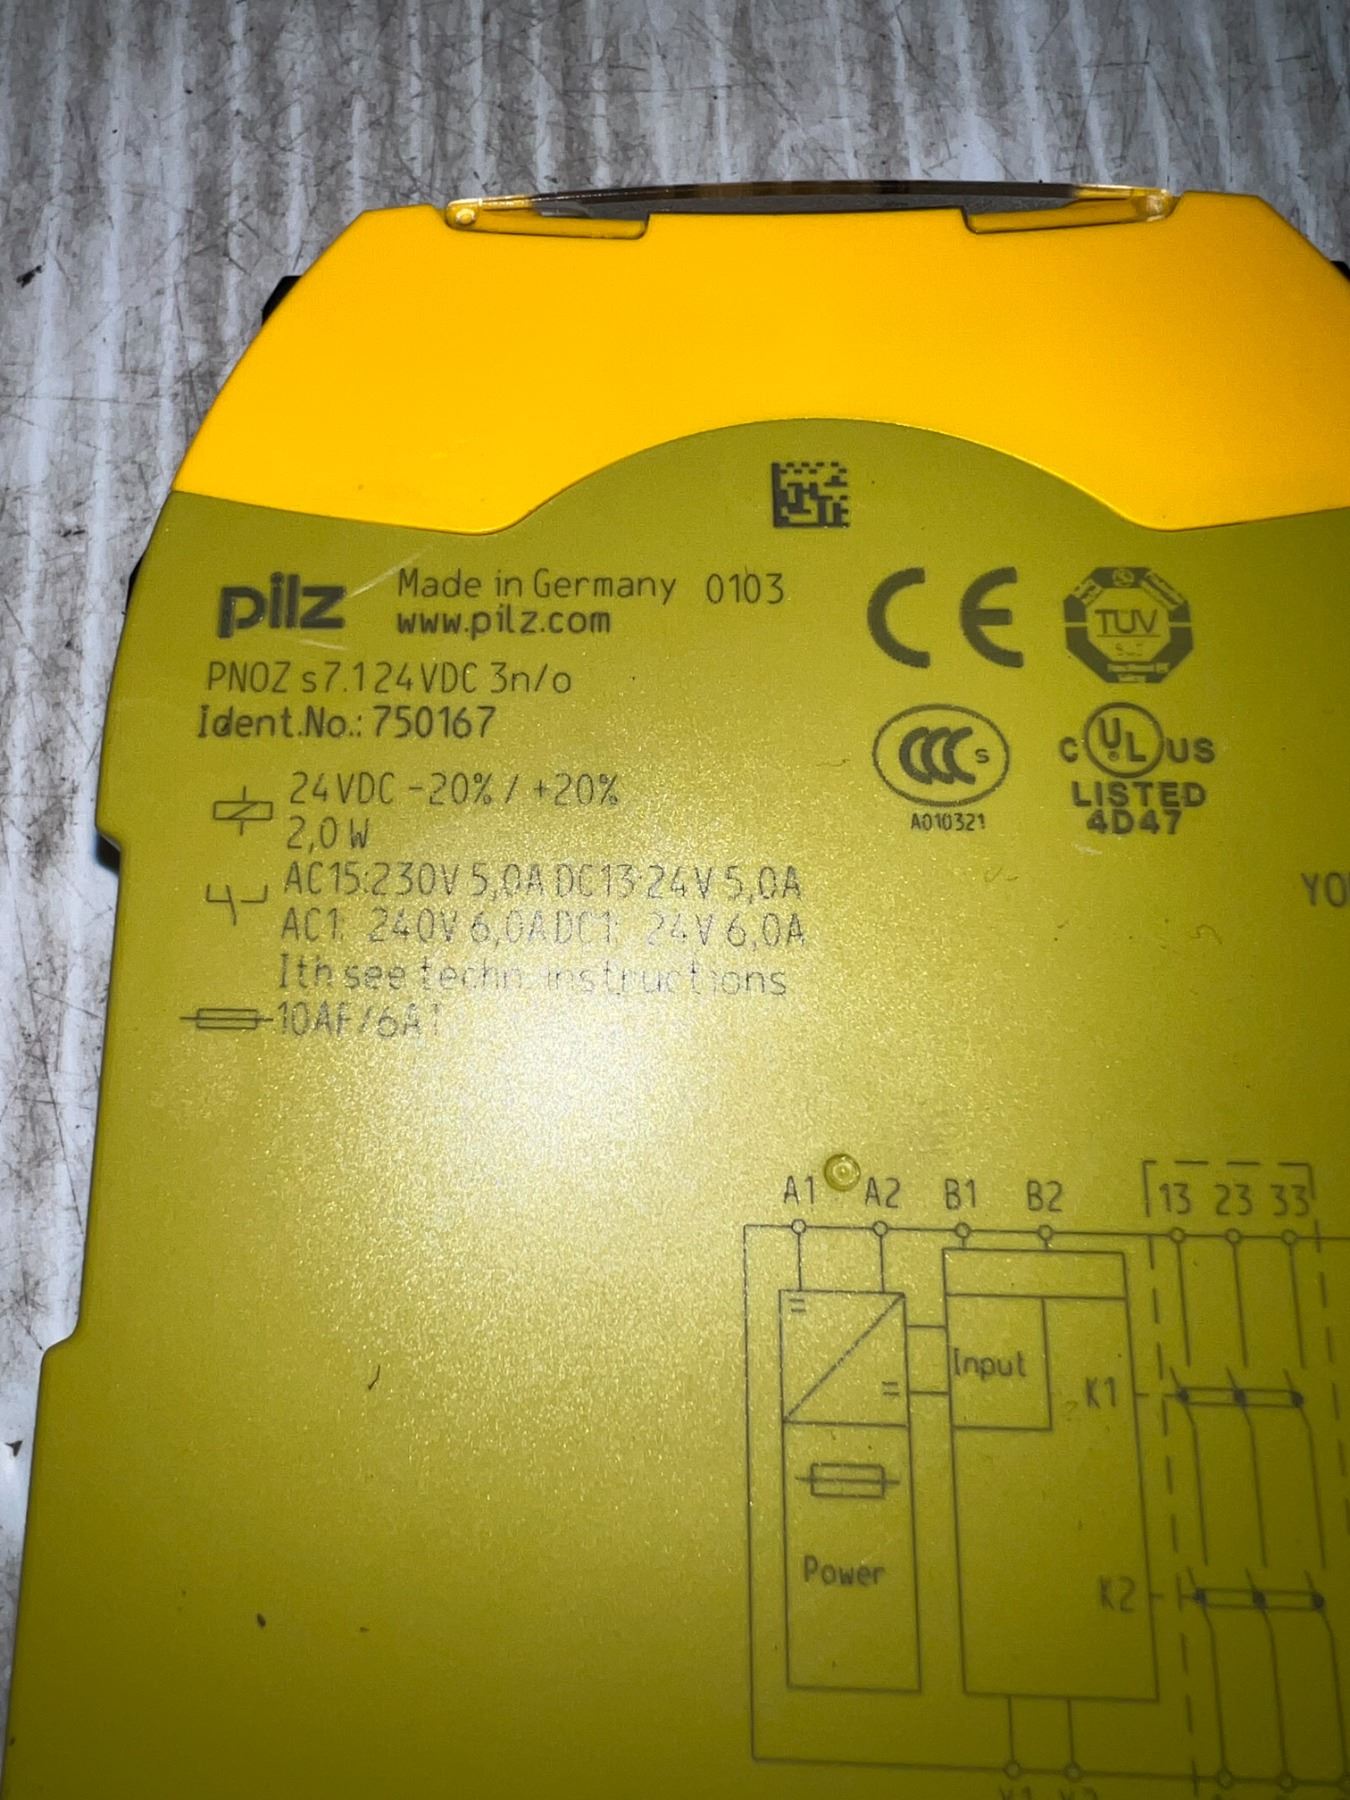 pilz Made in Germany 0103
www.pilz.com
PNOZ s7.1 24VDC 3n/o
Ident.No.: 750167
24VDC -20% / +20%
2,0 W
AC15:230V 5,0A DC13:24V 5,0A
AC1: 240V 6,0A DC1: 24V 6,0A
Ith see techn. instructions
10AF/6AT
CE
TÜV
CCC S
A010321
C UL US
LISTED
4D47
A1 A2 B1 B2 13 23 33
=
=
Input
K1
Power
K2